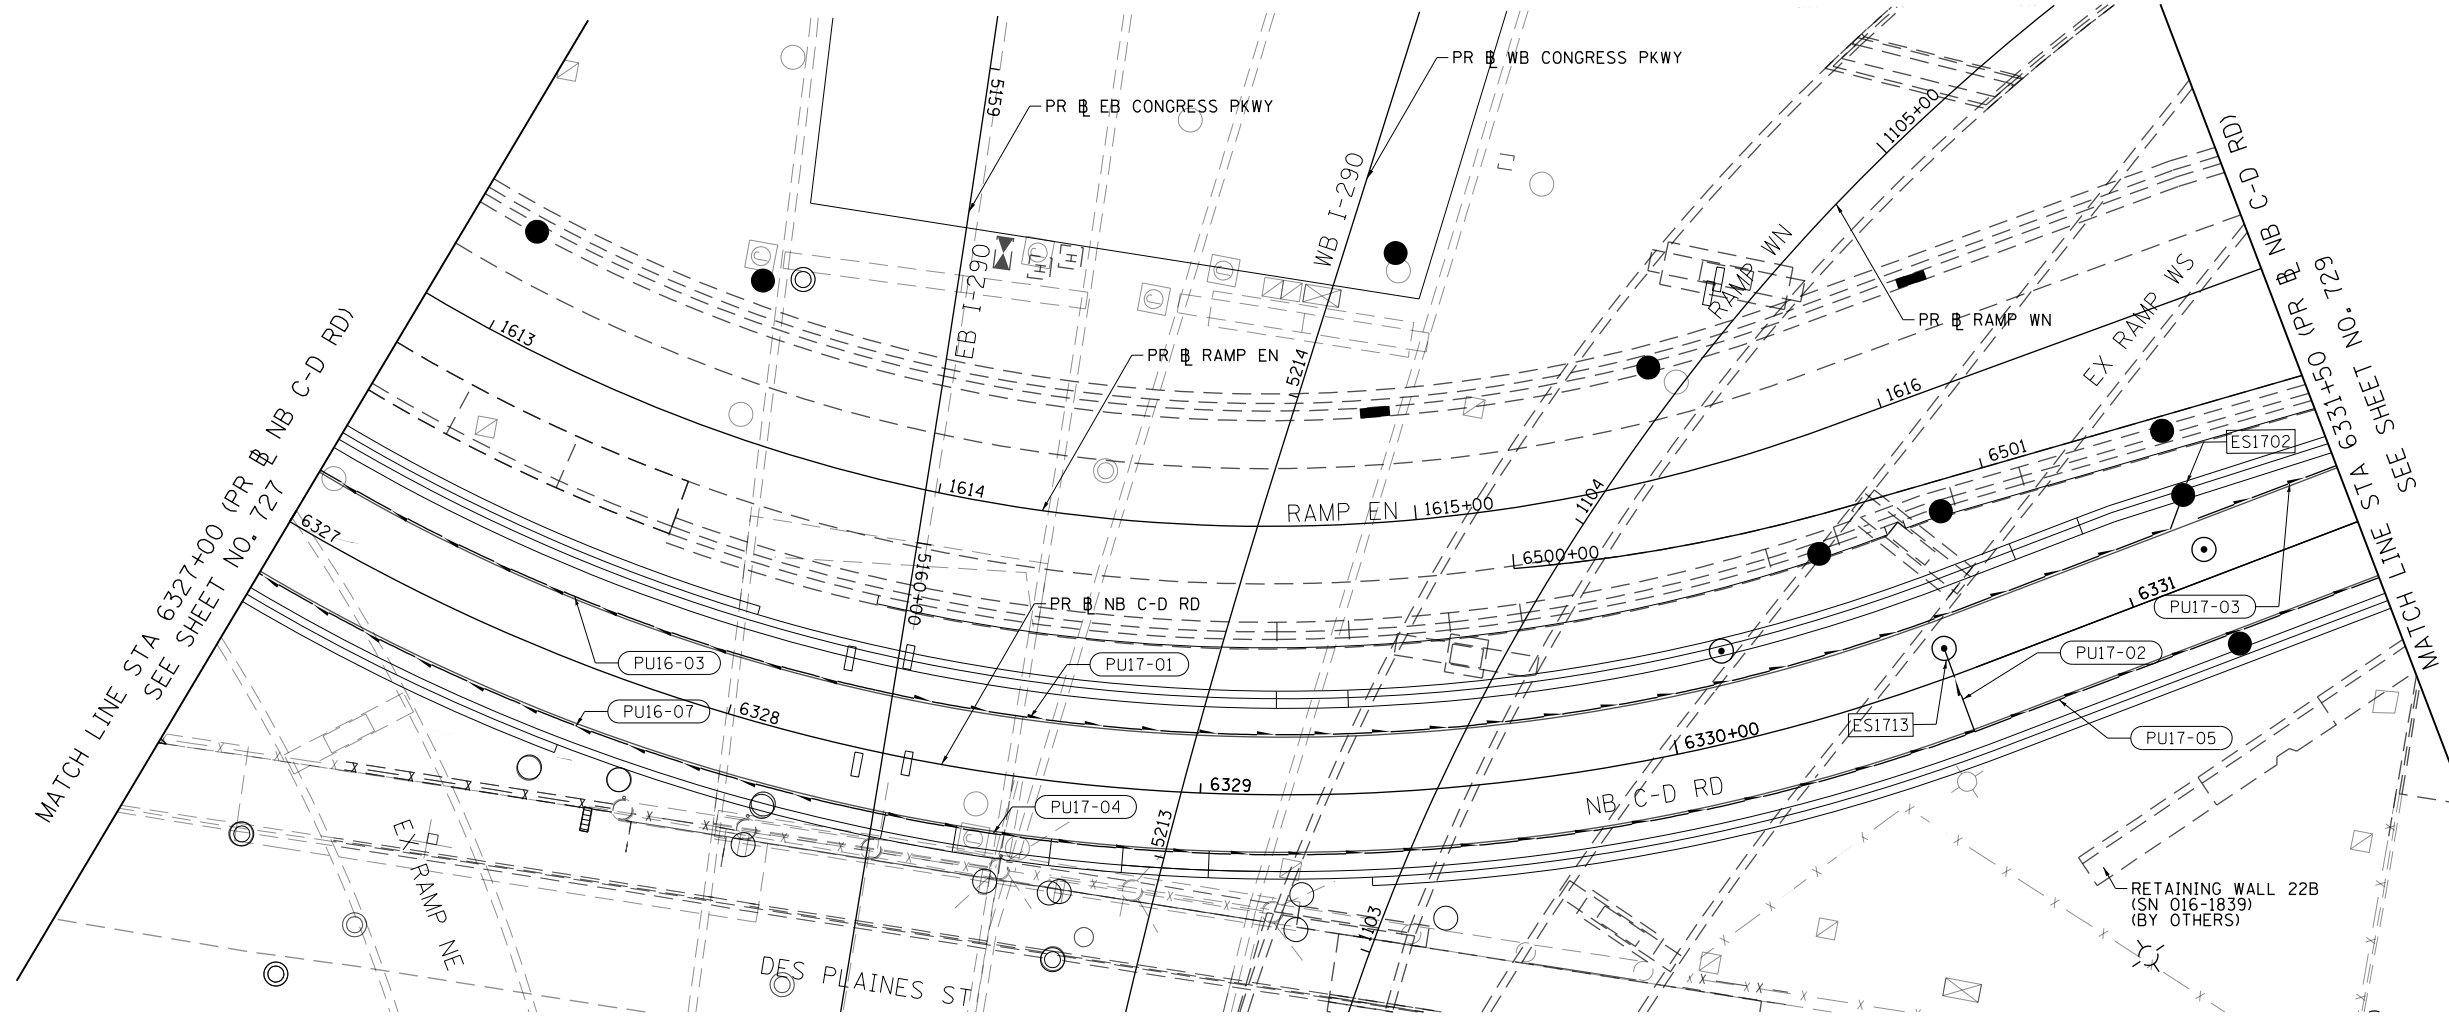 PR ℄ WB CONGRESS PKWY
PR ℄ EB CONGRESS PKWY
5159
1105+00
WB I-290
EB I-290
RAMP WN
PR ℄ RAMP WN
EX RAMP WS
MATCH LINE STA 6331+50 (PR ℄ NB C-D RD)
SEE SHEET NO. 729
MATCH LINE STA 6327+00 (PR ℄ NB C-D RD)
SEE SHEET NO. 727
1613
PR ℄ RAMP EN
5214
1616
6501
ES1702
1614
RAMP EN
1615+00
1104
6327
6500+00
5160+00
PR ℄ NB C-D RD
6331
PU17-03
PU16-03
PU17-01
PU17-02
PU16-07
6328
6330+00
ES1713
PU17-05
6329
NB C-D RD
PU17-04
5213
EX RAMP NE
RETAINING WALL 22B
(SN 016-1839)
(BY OTHERS)
1103
DES PLAINES ST